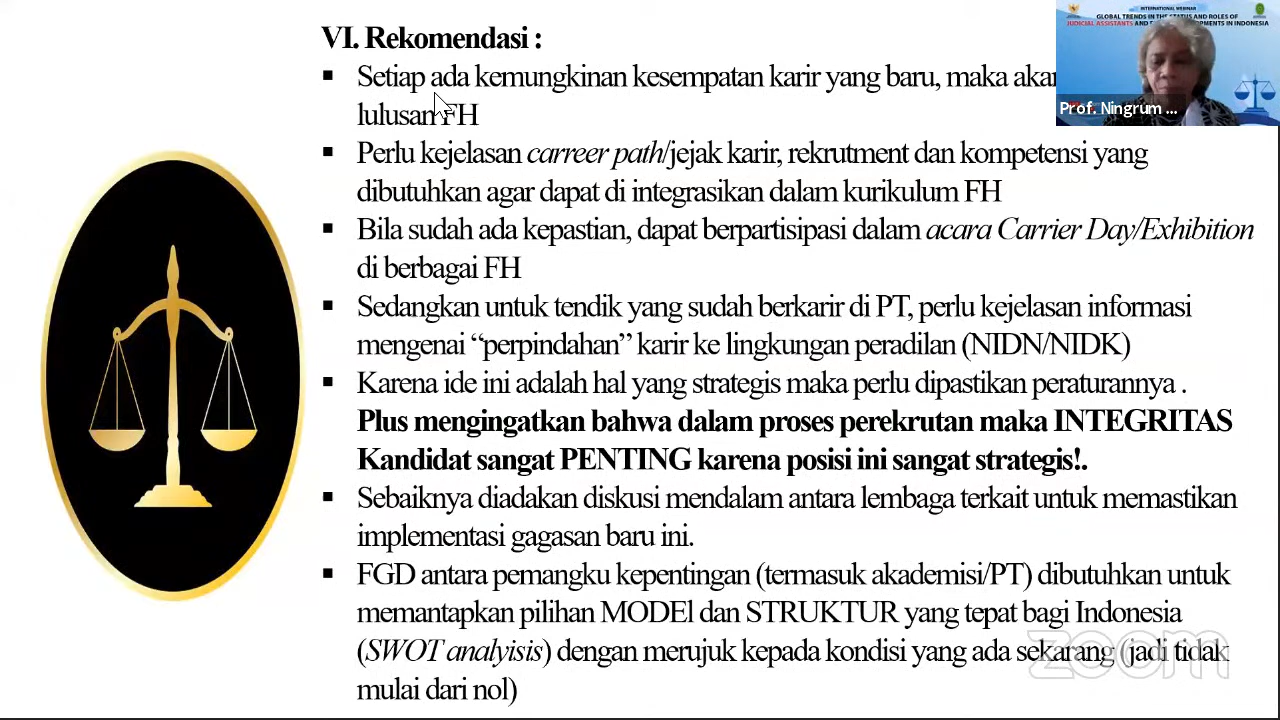 VI. Rekomendasi :
▪ Setiap ada kemungkinan kesempatan karir yang baru, maka akan
lulusan FH
▪ Perlu kejelasan carreer path/jejak karir, rekrutment dan kompetensi yang
dibutuhkan agar dapat di integrasikan dalam kurikulum FH
▪ Bila sudah ada kepastian, dapat berpartisipasi dalam acara Carrier Day/Exhibition
di berbagai FH
▪ Sedangkan untuk tendik yang sudah berkarir di PT, perlu kejelasan informasi
mengenai “perpindahan” karir ke lingkungan peradilan (NIDN/NIDK)
▪ Karena ide ini adalah hal yang strategis maka perlu dipastikan peraturannya .
Plus mengingatkan bahwa dalam proses perekrutan maka INTEGRITAS
Kandidat sangat PENTING karena posisi ini sangat strategis!.
▪ Sebaiknya diadakan diskusi mendalam antara lembaga terkait untuk memastikan
implementasi gagasan baru ini.
▪ FGD antara pemangku kepentingan (termasuk akademisi/PT) dibutuhkan untuk
memantapkan pilihan MODEl dan STRUKTUR yang tepat bagi Indonesia
(SWOT analyisis) dengan merujuk kepada kondisi yang ada sekarang (jadi tidak
mulai dari nol)
INTERNATIONAL WEBINAR
GLOBAL TRENDS IN THE STATUS AND ROLES OF
JUDICIAL ASSISTANTS AND IN INDONESIA
Prof. Ningrum ...
zoom